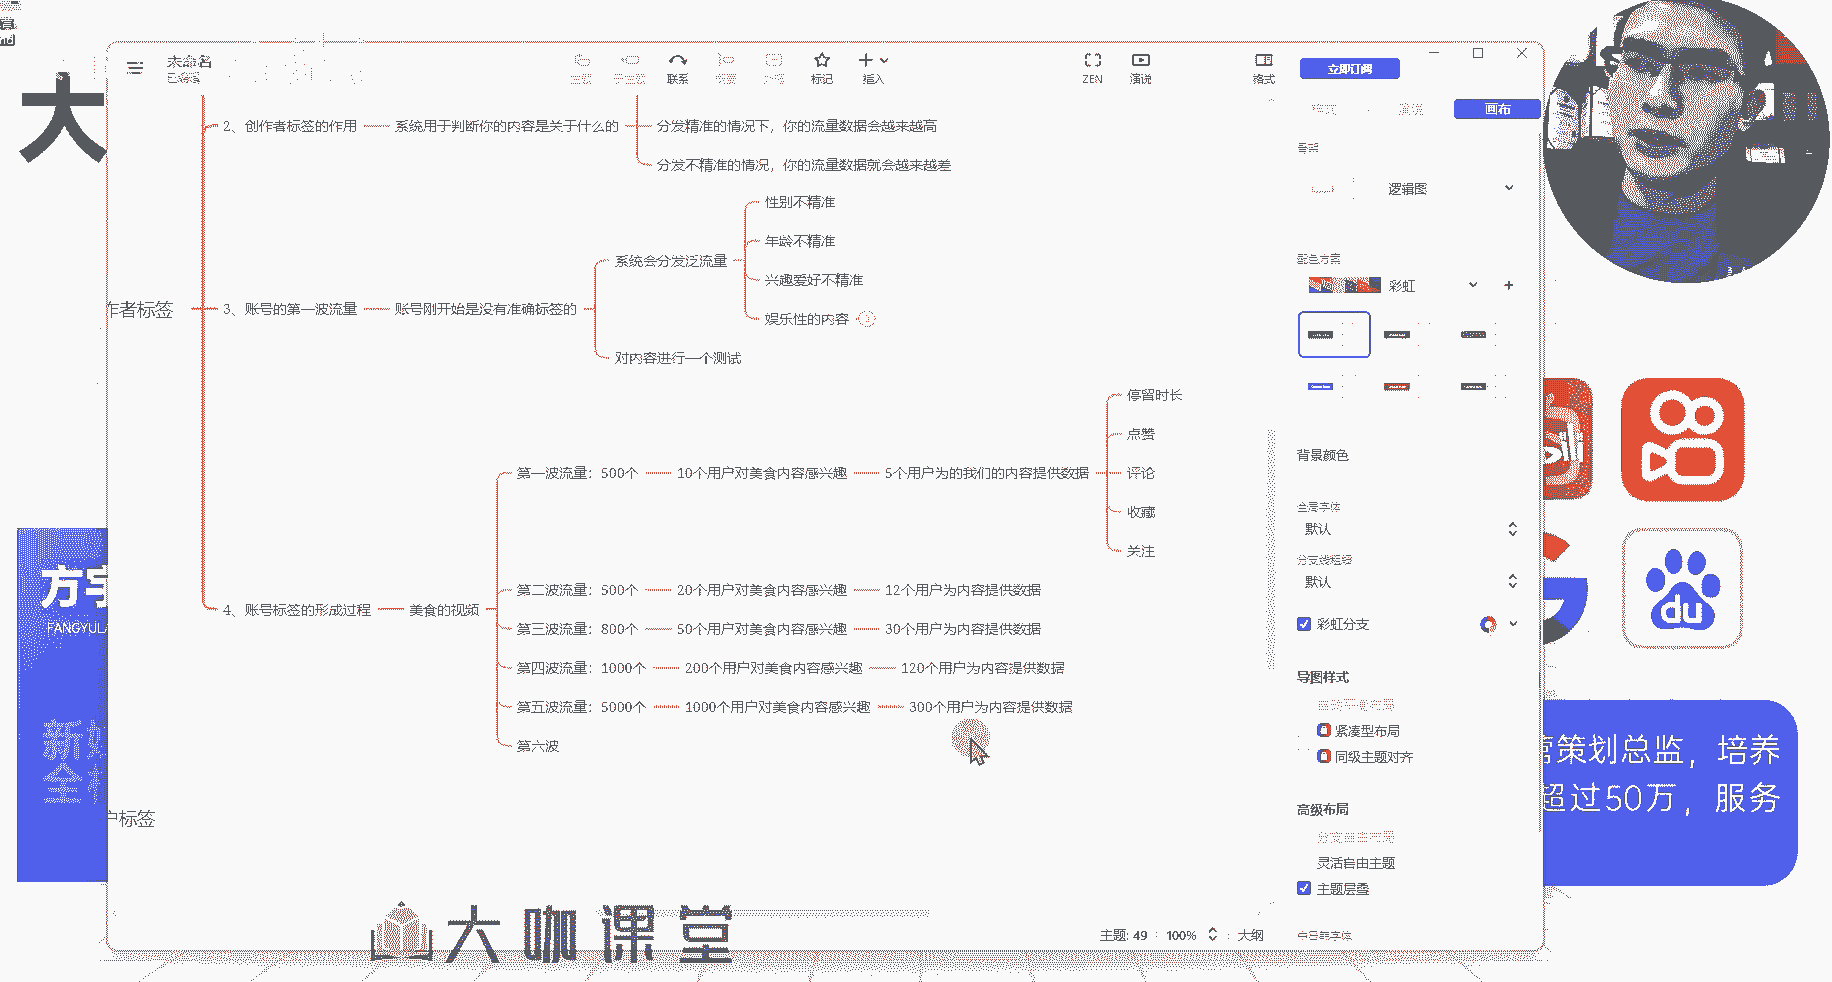 大
未命名
已保存
联系
标记
插入
ZEN
演说
格式
立即订阅
画布
2、创作者标签的作用
系统用于判断你的内容是关于什么的
分发精准的情况下，你的流量数据会越来越高
分发不精准的情况，你的流量数据就会越来越差
作者标签
3、账号的第一波流量
账号刚开始是没有准确标签的
系统会分发泛流量
性别不精准
年龄不精准
兴趣爱好不精准
娱乐性的内容
对内容进行一个测试
4、账号标签的形成过程
美食的视频
第一波流量：500个
10个用户对美食内容感兴趣
5个用户为的我们的内容提供数据
停留时长
点赞
评论
收藏
关注
第二波流量：500个
20个用户对美食内容感兴趣
12个用户为内容提供数据
第三波流量：800个
50个用户对美食内容感兴趣
30个用户为内容提供数据
第四波流量：1000个
200个用户对美食内容感兴趣
120个用户为内容提供数据
第五波流量：5000个
1000个用户对美食内容感兴趣
300个用户为内容提供数据
第六波
户标签
骨架
逻辑图
配色方案
彩虹
背景颜色
全局字体
默认
分支线粗细
默认
彩虹分支
导图样式
紧凑型布局
同级主题对齐
高级布局
灵活自由主题
主题层叠
主题: 49
100%
大纲
方宇
FANGYULA
新
全
du
营策划总监，培养
超过50万，服务
大咖课堂